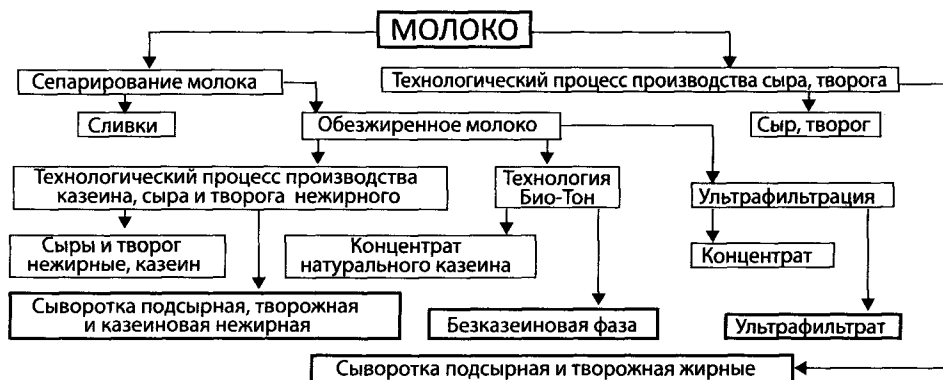 МОЛОКО
Сепарирование молока
Технологический процесс производства сыра, творога
Сливки
Обезжиренное молоко
Сыр, творог
Технологический процесс производства
казеина, сыра и творога нежирного
Технология
Био-Тон
Ультрафильтрация
Сыры и творог
нежирные, казеин
Концентрат
натурального казеина
Концентрат
Сыворотка подсырная, творожная
и казеиновая нежирная
Безказеиновая фаза
Ультрафильтрат
Сыворотка подсырная и творожная жирные